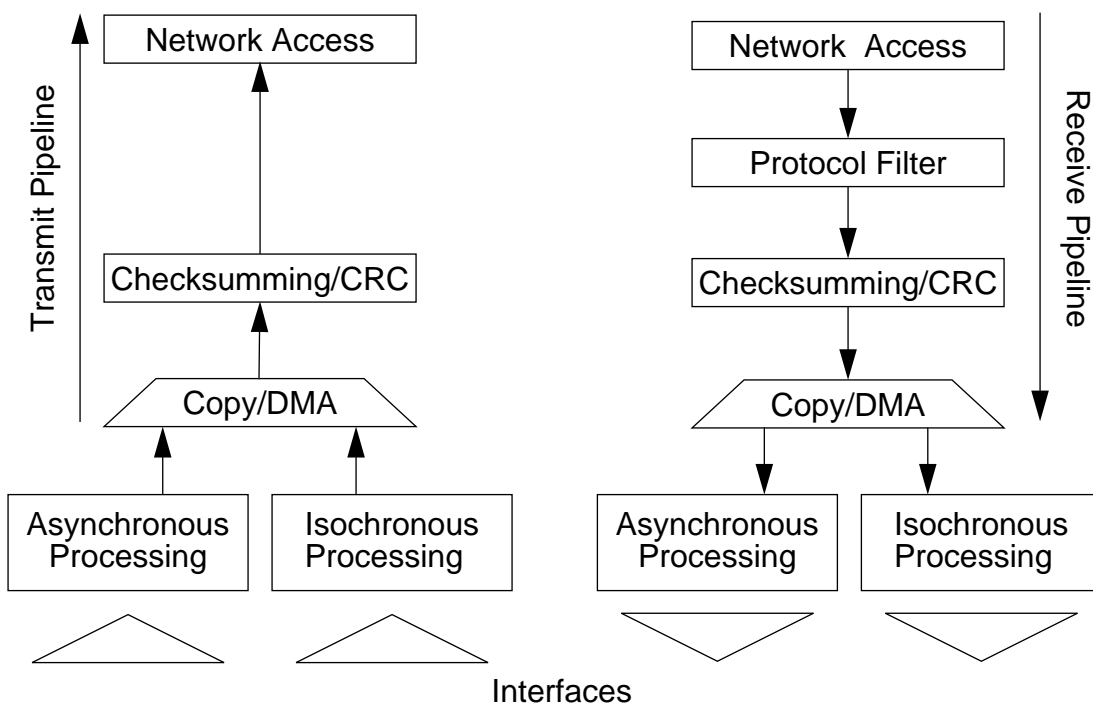 Transmit Pipeline
Network Access
Checksumming/CRC
Copy/DMA
Asynchronous
Processing
Isochronous
Processing
Network Access
Protocol Filter
Checksumming/CRC
Copy/DMA
Asynchronous
Processing
Isochronous
Processing
Receive Pipeline
Interfaces